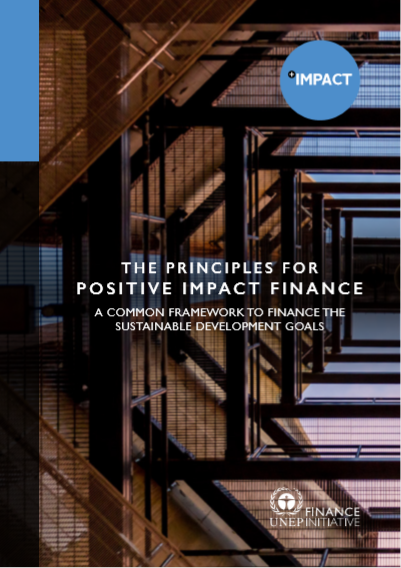 +IMPACT
THE PRINCIPLES FOR
POSITIVE IMPACT FINANCE
A COMMON FRAMEWORK TO FINANCE THE
SUSTAINABLE DEVELOPMENT GOALS
FINANCE
UNEP INITIATIVE